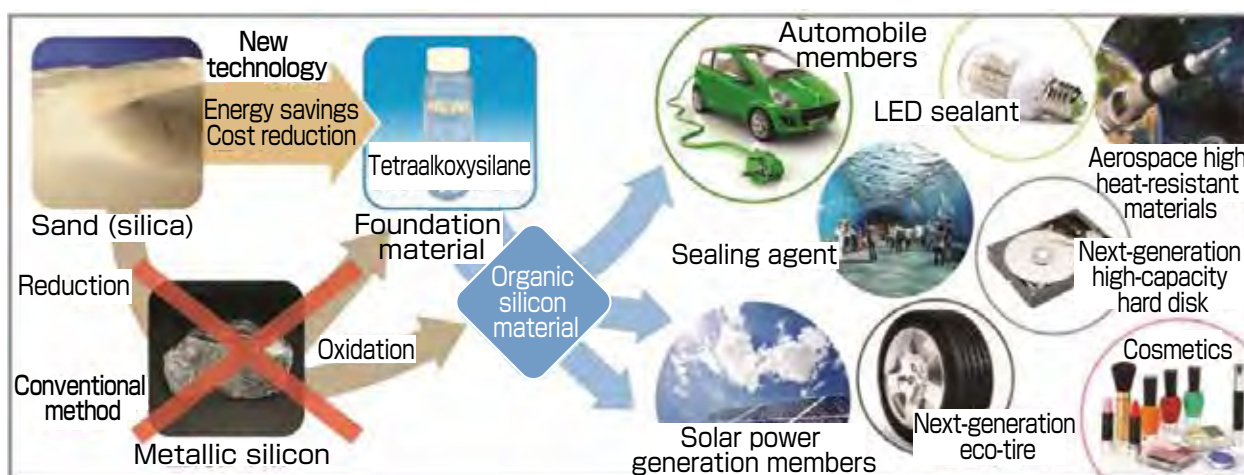 New
technology
Energy savings
Cost reduction
Sand (silica)
NEW!
Tetraalkoxysilane
Foundation
material
Reduction
Conventional
method
Metallic silicon
Oxidation
Organic
silicon
material
Automobile
members
LED sealant
Aerospace high
heat-resistant
materials
Sealing agent
Next-generation
high-capacity
hard disk
Solar power
generation members
Next-generation
eco-tire
Cosmetics